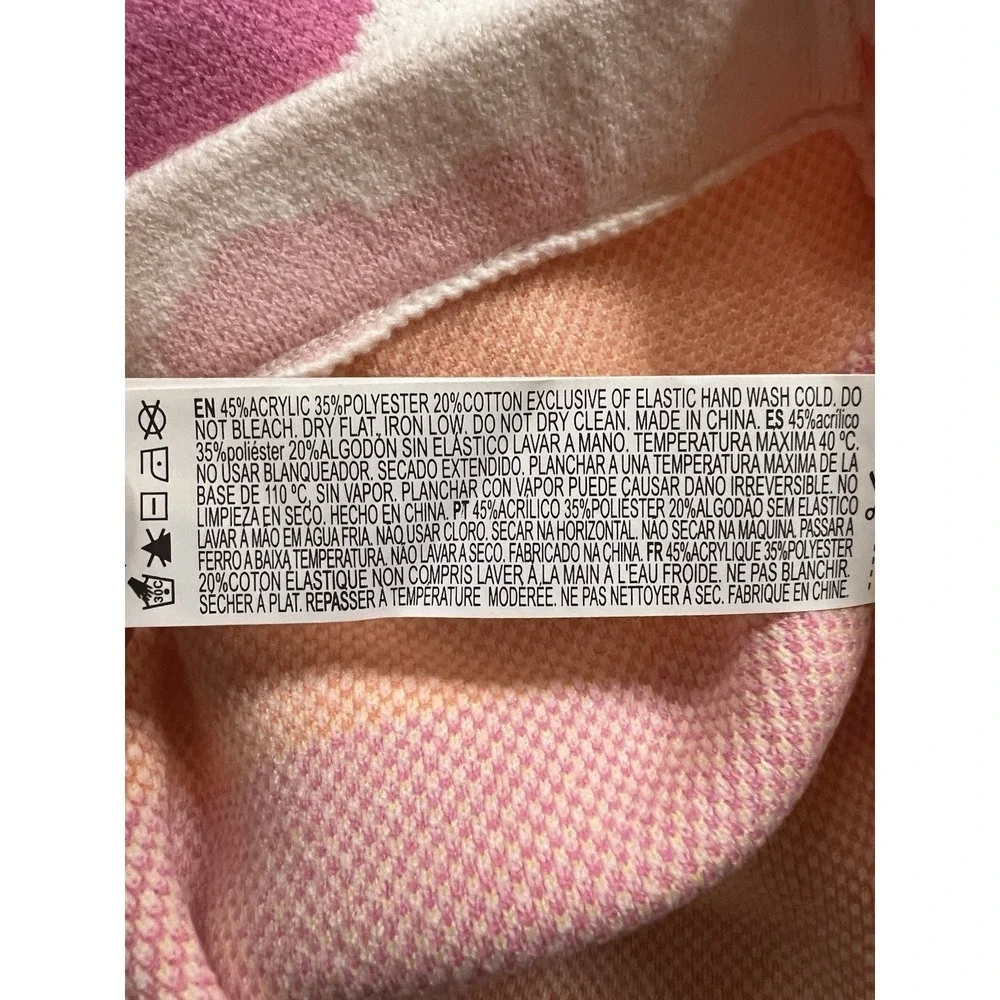 EN 45%ACRYLIC 35%POLYESTER 20%COTTON EXCLUSIVE OF ELASTIC HAND WASH COLD. DO
NOT BLEACH. DRY FLAT. IRON LOW. DO NOT DRY CLEAN. MADE IN CHINA. ES 45%acrílico
35%poliéster 20%ALGODÓN SIN ELÁSTICO LAVAR A MANO. TEMPERATURA MÁXIMA 40 ºC.
NO USAR BLANQUEADOR. SECADO EXTENDIDO. PLANCHAR A UNA TEMPERATURA MAXIMA DE LA
BASE DE 110 ºC, SIN VAPOR. PLANCHAR CON VAPOR PUEDE CAUSAR DAÑO IRREVERSIBLE. NO
LIMPIEZA EN SECO. HECHO EN CHINA. PT 45%ACRÍLICO 35%POLIESTER 20%ALGODÃO SEM ELÁSTICO
LAVAR À MÃO EM ÁGUA FRIA. NÃO USAR CLORO. SECAR NA HORIZONTAL. NÃO SECAR NA MÁQUINA. PASSAR A
FERRO A BAIXA TEMPERATURA. NÃO LAVAR A SECO. FABRICADO NA CHINA. FR 45%ACRYLIQUE 35%POLYESTER
20%COTON ÉLASTIQUE NON COMPRIS LAVER À LA MAIN À L'EAU FROIDE. NE PAS BLANCHIR.
SÉCHER À PLAT. REPASSER À TEMPÉRATURE MODÉRÉE. NE PAS NETTOYER À SEC. FABRIQUÉ EN CHINE.
30C